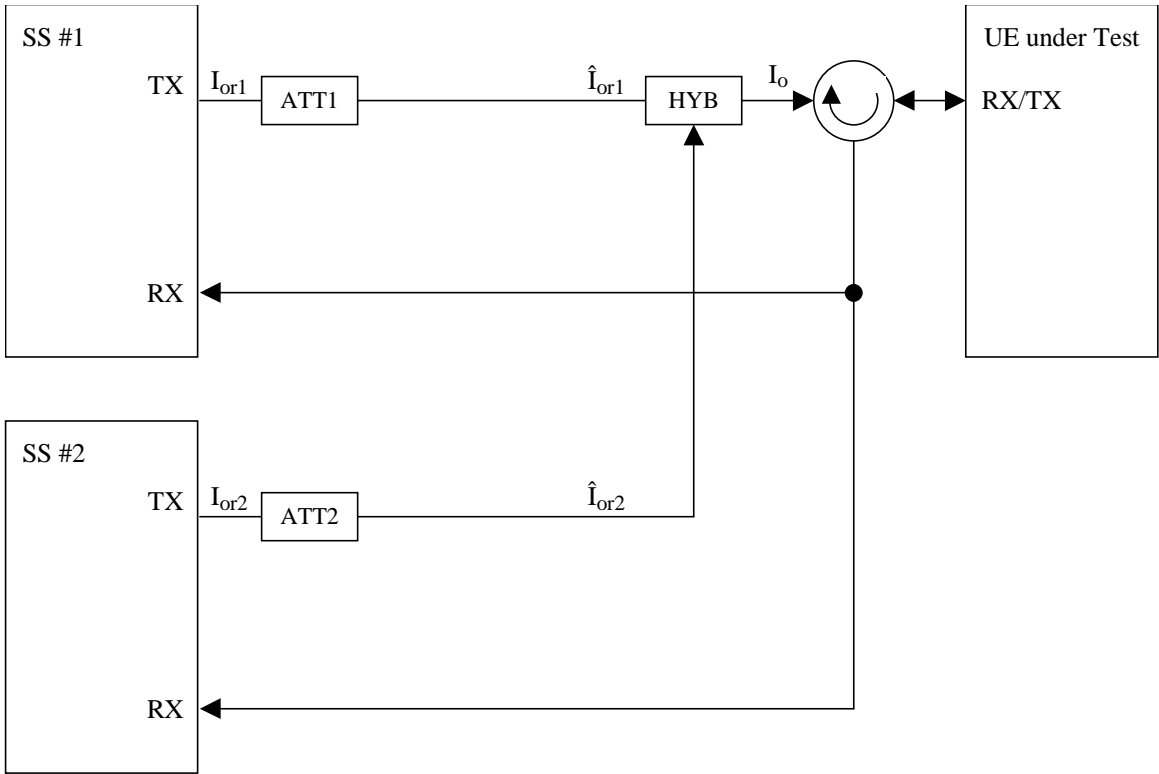 SS #1
UE under Test
TX
I_or1
ATT1
Î_or1
HYB
I_o
RX/TX
RX
SS #2
TX
I_or2
ATT2
Î_or2
RX